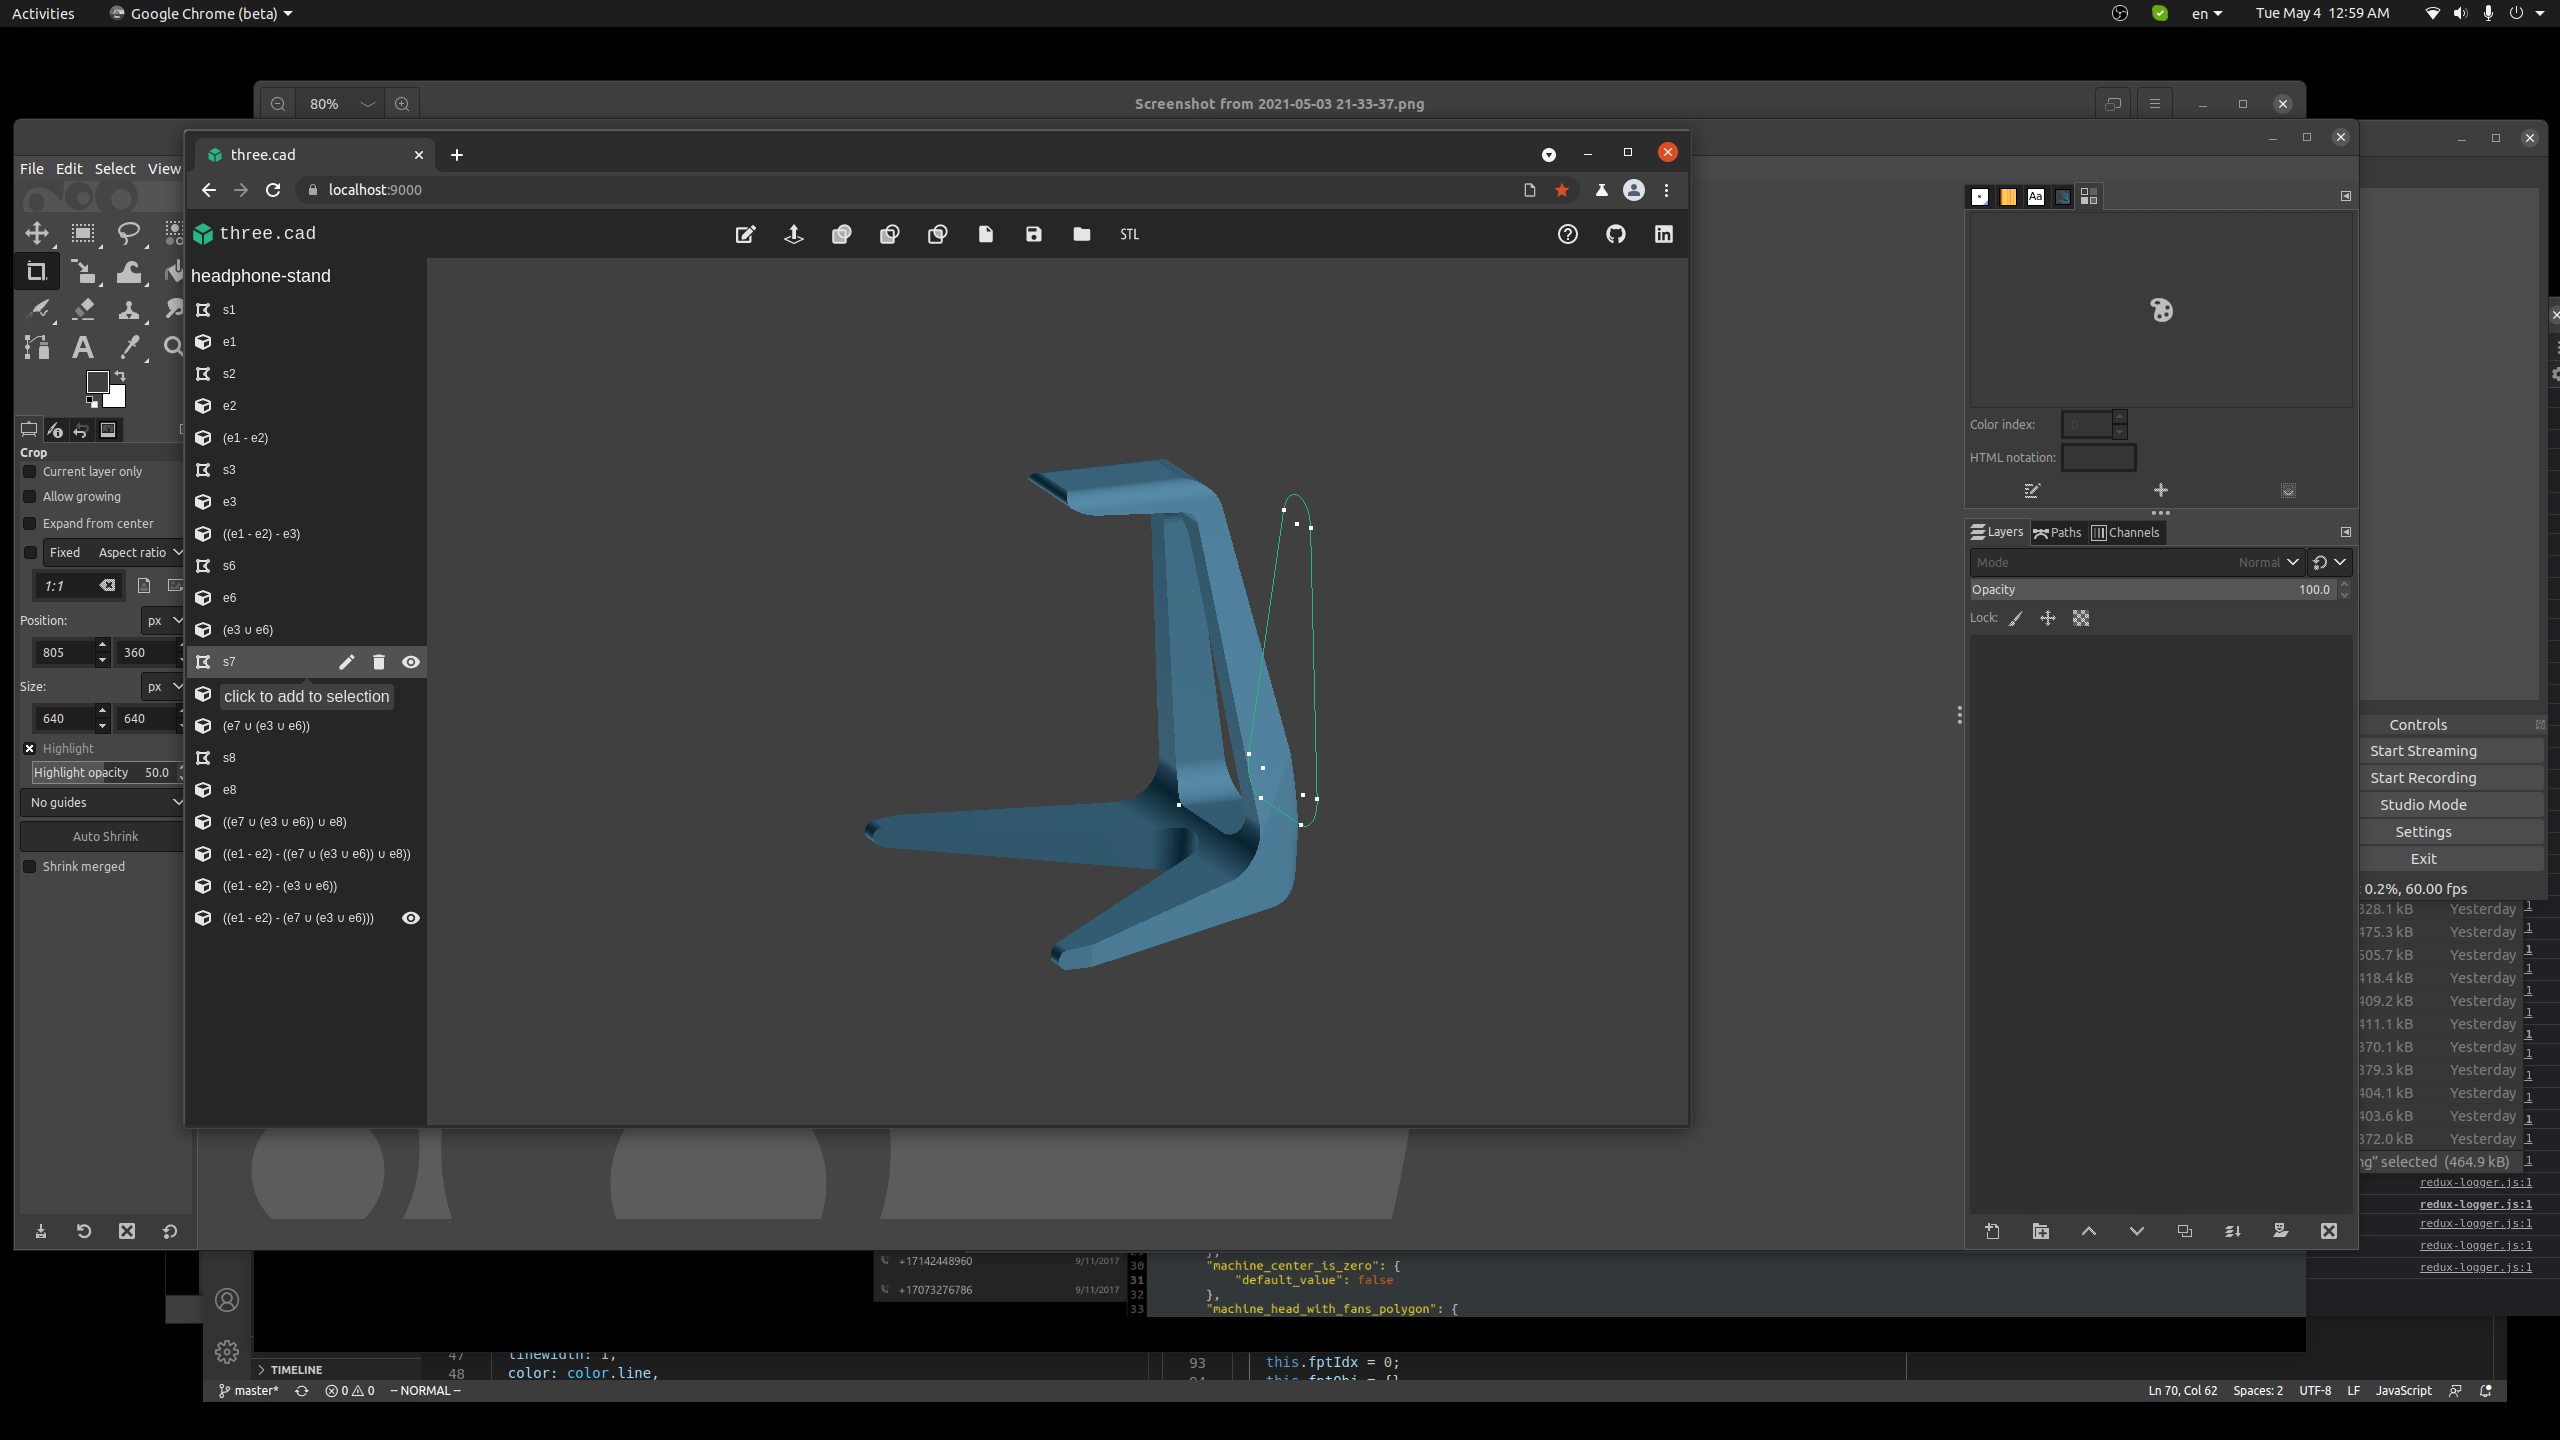 Activities
Google Chrome (beta)
en
Tue May 4 12:59 AM
80%
Screenshot from 2021-05-03 21-33-37.png
File Edit Select View
three.cad
localhost:9000
three.cad
STL
headphone-stand
s1
e1
s2
e2
(e1 - e2)
s3
e3
((e1 - e2) - e3)
s6
e6
(e3 ∪ e6)
s7
click to add to selection
(e7 ∪ (e3 ∪ e6))
s8
e8
((e7 ∪ (e3 ∪ e6)) ∪ e8)
((e1 - e2) - ((e7 ∪ (e3 ∪ e6)) ∪ e8))
((e1 - e2) - (e3 ∪ e6))
((e1 - e2) - (e7 ∪ (e3 ∪ e6)))
Crop
Current layer only
Allow growing
Expand from center
Fixed Aspect ratio
1:1
Position:
px
805 360
Size:
px
640 640
Highlight
Highlight opacity 50.0
No guides
Auto Shrink
Shrink merged
Aa
Color index:
0
HTML notation:
Layers Paths Channels
Mode Normal
Opacity 100.0
Lock:
Controls
Start Streaming
Start Recording
Studio Mode
Settings
Exit
0.2%, 60.00 fps
328.1 kB Yesterday
475.3 kB Yesterday
505.7 kB Yesterday
418.4 kB Yesterday
409.2 kB Yesterday
411.1 kB Yesterday
370.1 kB Yesterday
379.3 kB Yesterday
404.1 kB Yesterday
403.6 kB Yesterday
372.0 kB Yesterday
ng" selected (464.9 kB)
redux-logger.js:1
redux-logger.js:1
redux-logger.js:1
redux-logger.js:1
redux-logger.js:1
+17142448960 9/11/2017
+17073276786 9/11/2017
30 "machine_center_is_zero": {
31 "default_value": false
32 },
33 "machine_head_with_fans_polygon": {
47 linewidth: 1,
48 color: color.line,
93 this.fptIdx = 0;
TIMELINE
master* 0 0 -- NORMAL --
Ln 70, Col 62 Spaces: 2 UTF-8 LF JavaScript